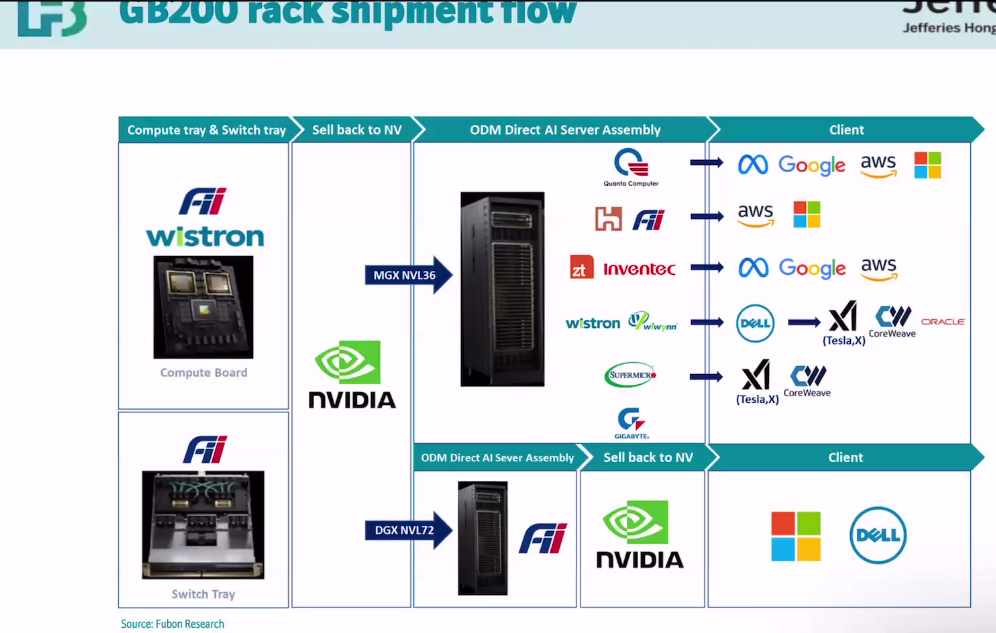 GB200 rack shipment flow
Jefferies Hong
Compute tray & Switch tray
Sell back to NV
ODM Direct AI Server Assembly
Client
Fii
wistron
Compute Board
Fii
Switch Tray
NVIDIA
MGX NVL36
Quanta Computer
Google
aws
Fii
aws
zt
Inventec
Google
aws
wistron
wiwynn
DELL
(Tesla,X)
CoreWeave
ORACLE
SUPERMICRO
(Tesla,X)
CoreWeave
GIGABYTE
ODM Direct AI Sever Assembly
Sell back to NV
Client
DGX NVL72
Fii
NVIDIA
DELL
Source: Fubon Research